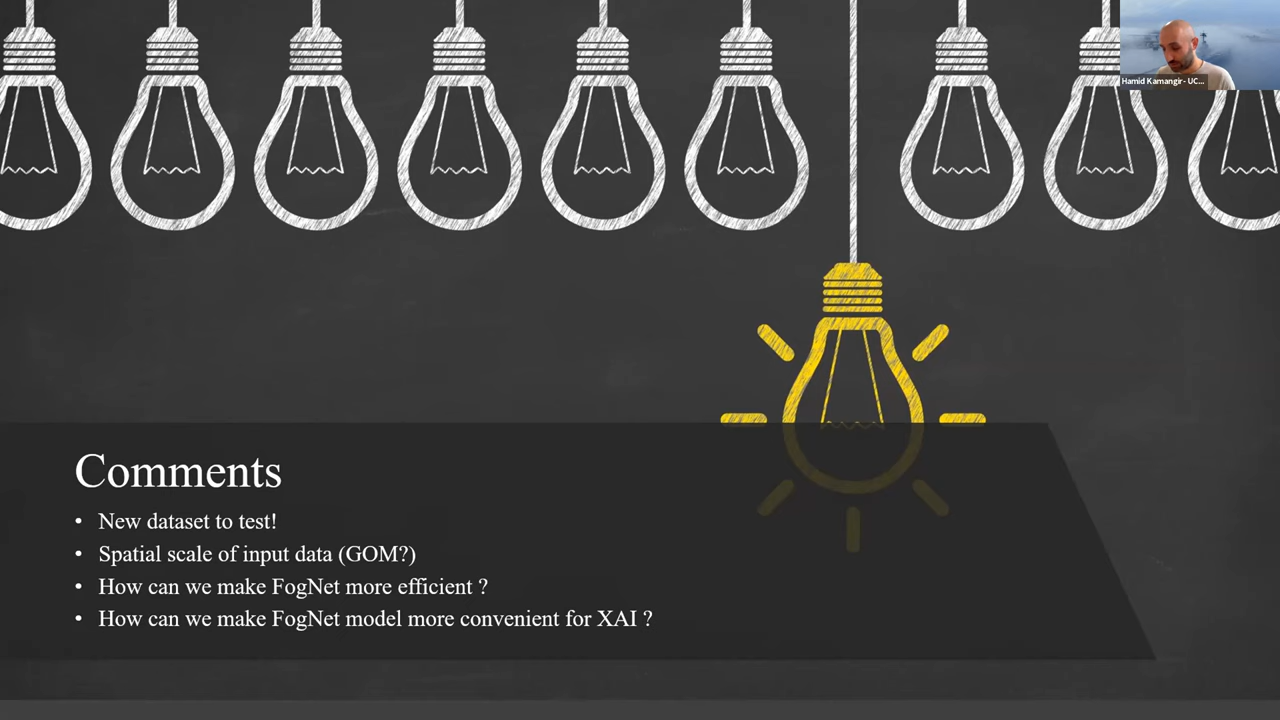 Hamid Kamangir- UC...
Comments
• New dataset to test!
• Spatial scale of input data (GOM?)
• How can we make FogNet more efficient ?
• How can we make FogNet model more convenient for XAI ?